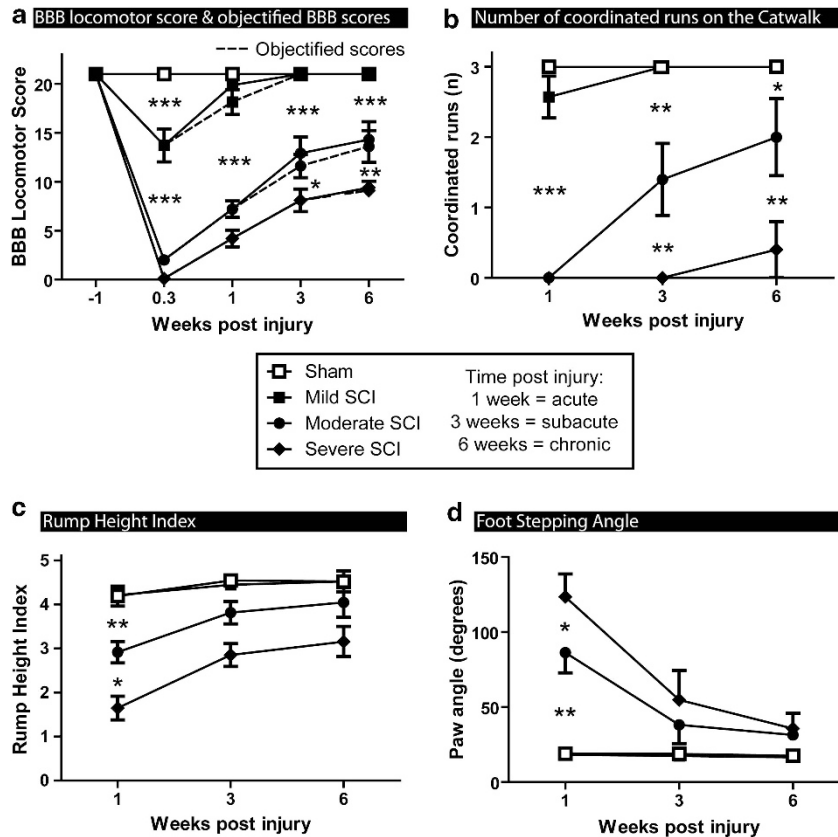 a BBB locomotor score & objectified BBB scores
---- Objectified scores
BBB Locomotor Score
20
15
10
5
0
***
***
***
***
***
*
**
-1 0.3 1 3 6
Weeks post injury
b Number of coordinated runs on the Catwalk
Coordinated runs (n)
3
2
1
0
***
**
**
*
**
1 3 6
Weeks post injury
Sham
Mild SCI
Moderate SCI
Severe SCI
Time post injury:
1 week = acute
3 weeks = subacute
6 weeks = chronic
c Rump Height Index
Rump Height Index
5
4
3
2
1
0
**
*
1 3 6
Weeks post injury
d Foot Stepping Angle
Paw angle (degrees)
150
100
50
0
*
**
1 3 6
Weeks post injury